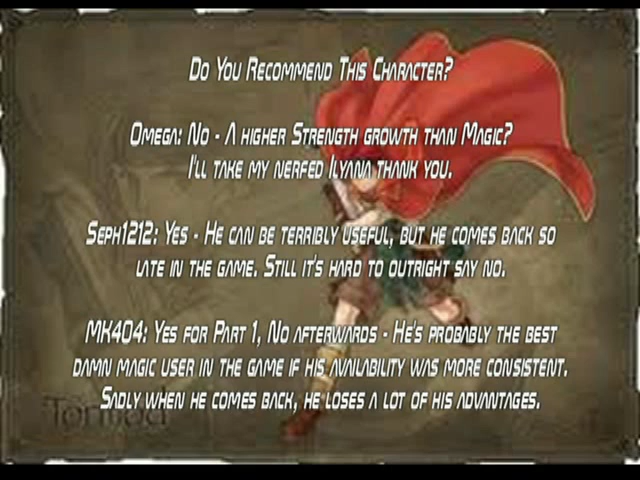 Do You Recommend This Character?
Omega: No - A higher Strength growth than Magic?
I'll take my nerfed Ilyana thank you.
Seph1212: Yes - He can be terribly useful, but he comes back so
late in the game. Still it's hard to outright say no.
MK404: Yes for Part 1, No afterwards - He's probably the best
damn magic user in the game if his availability was more consistent.
Sadly when he comes back, he loses a lot of his advantages.
Tormod